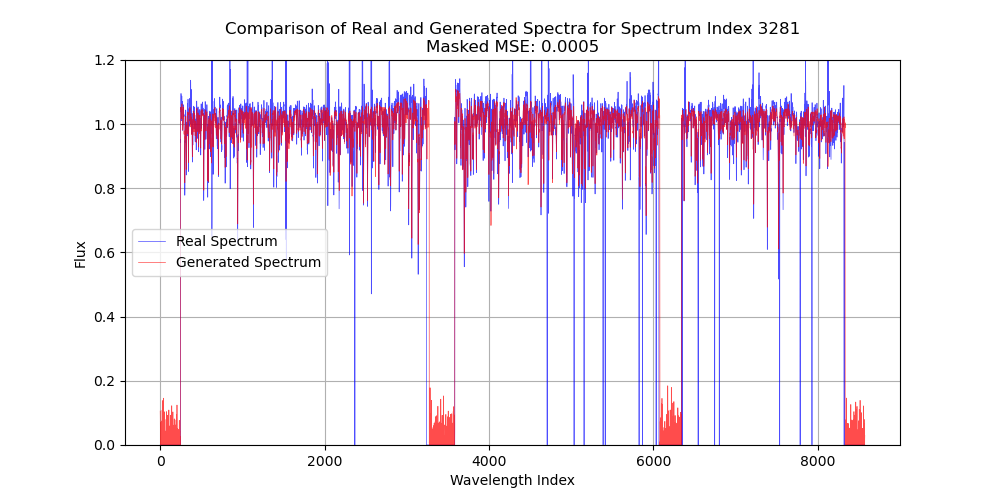 Comparison of Real and Generated Spectra for Spectrum Index 3281
Masked MSE: 0.0005
1.2
1.0
0.8
0.6
0.4
0.2
0.0
Flux
Real Spectrum
Generated Spectrum
0
2000
4000
6000
8000
Wavelength Index